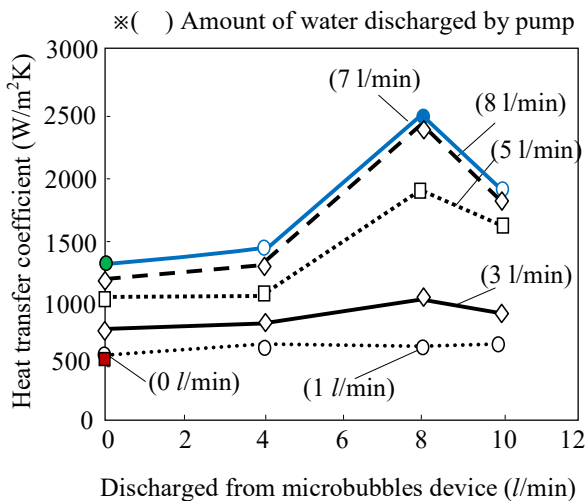 ※( ) Amount of water discharged by pump
Heat transfer coefficient (W/m²K)
3000
2500
2000
1500
1000
500
0
(7 l/min)
(8 l/min)
(5 l/min)
(3 l/min)
(0 l/min)
(1 l/min)
0 2 4 6 8 10 12
Discharged from microbubbles device (l/min)